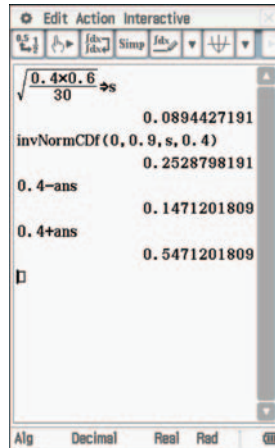 Edit Action Interactive
Simp
√(0.4×0.6/30)⇒s
0.0894427191
invNormCDf(0,0.9,s,0.4)
0.2528798191
0.4-ans
0.1471201809
0.4+ans
0.5471201809
Alg Decimal Real Rad